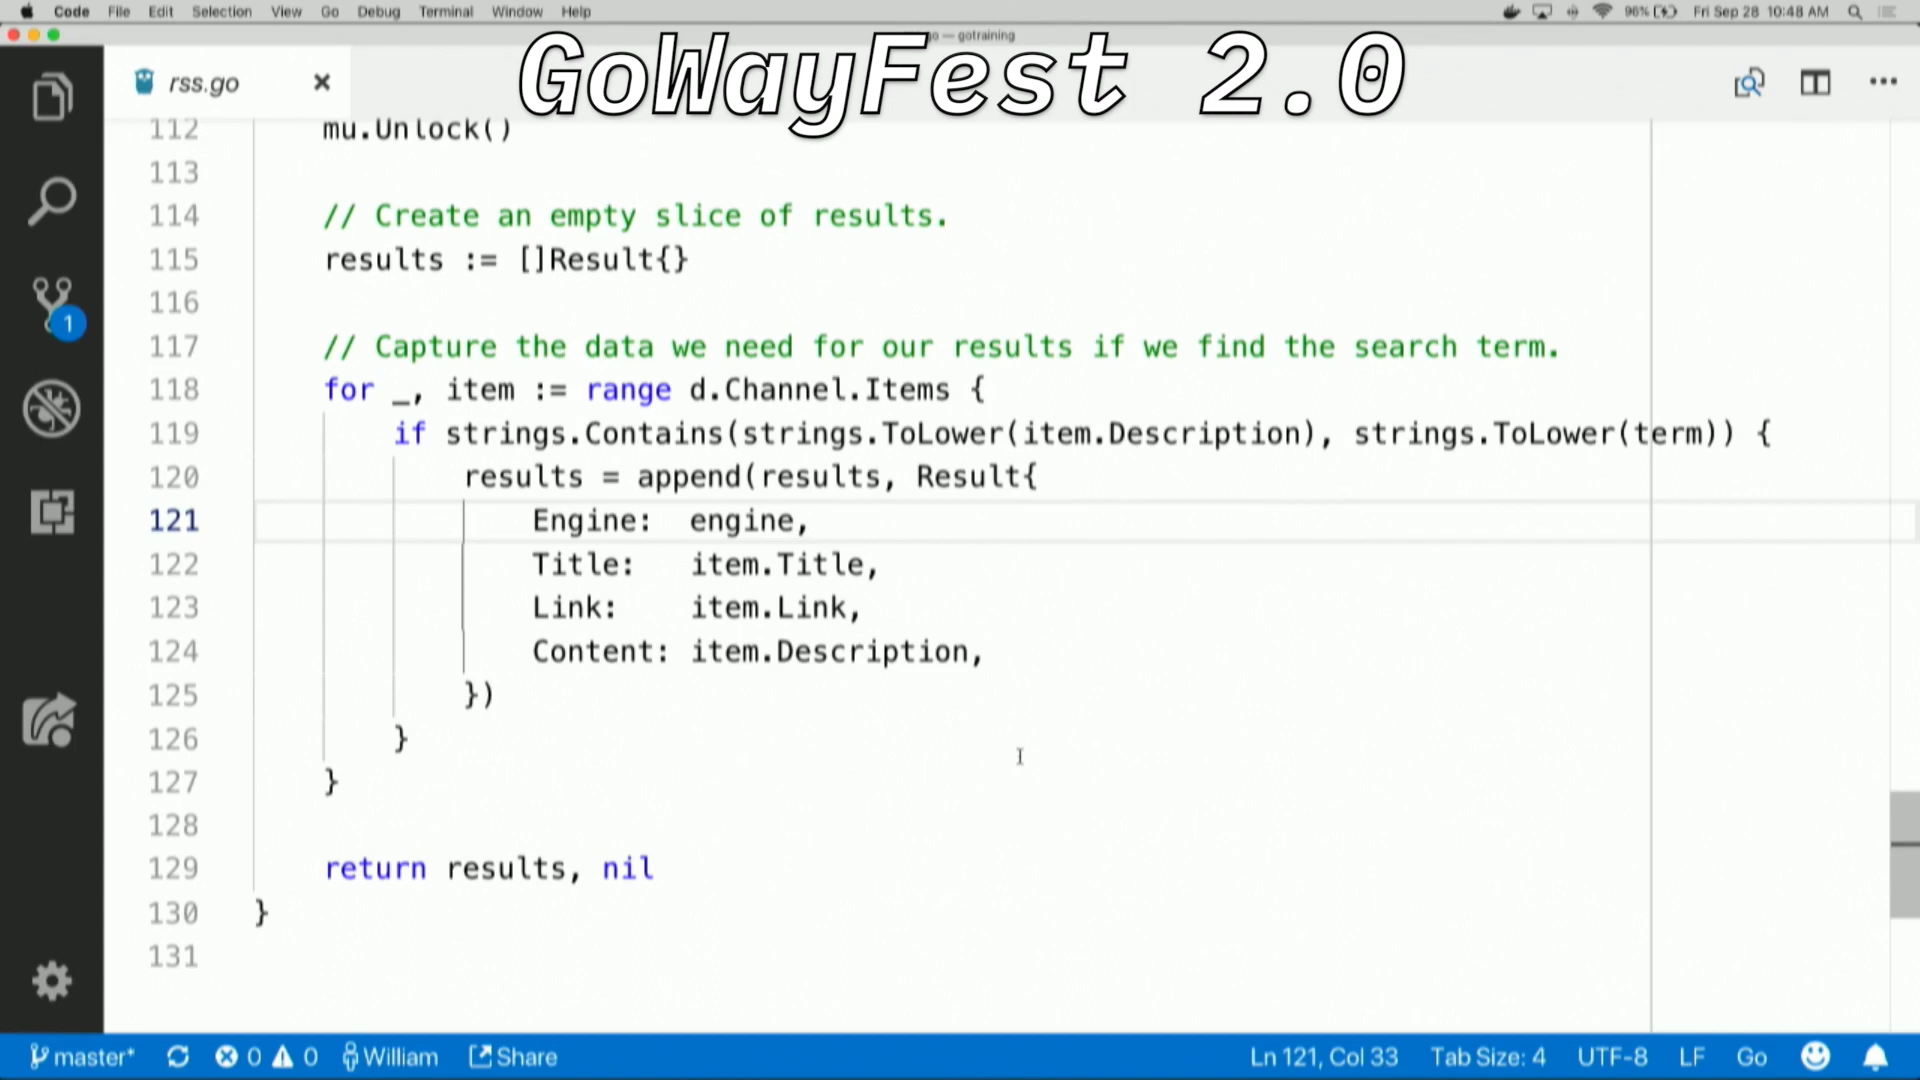 Code File Edit Selection View Go Debug Terminal Window Help 96% Fri Sep 28 10:48 AM
— gotraining
GoWayFest 2.0
rss.go
112 mu.Unlock()
113
114 // Create an empty slice of results.
115 results := []Result{}
116
117 // Capture the data we need for our results if we find the search term.
118 for _, item := range d.Channel.Items {
119 if strings.Contains(strings.ToLower(item.Description), strings.ToLower(term)) {
120 results = append(results, Result{
121 Engine: engine,
122 Title: item.Title,
123 Link: item.Link,
124 Content: item.Description,
125 })
126 }
127 }
128
129 return results, nil
130 }
131
1
master* 0 0 William Share Ln 121, Col 33 Tab Size: 4 UTF-8 LF Go